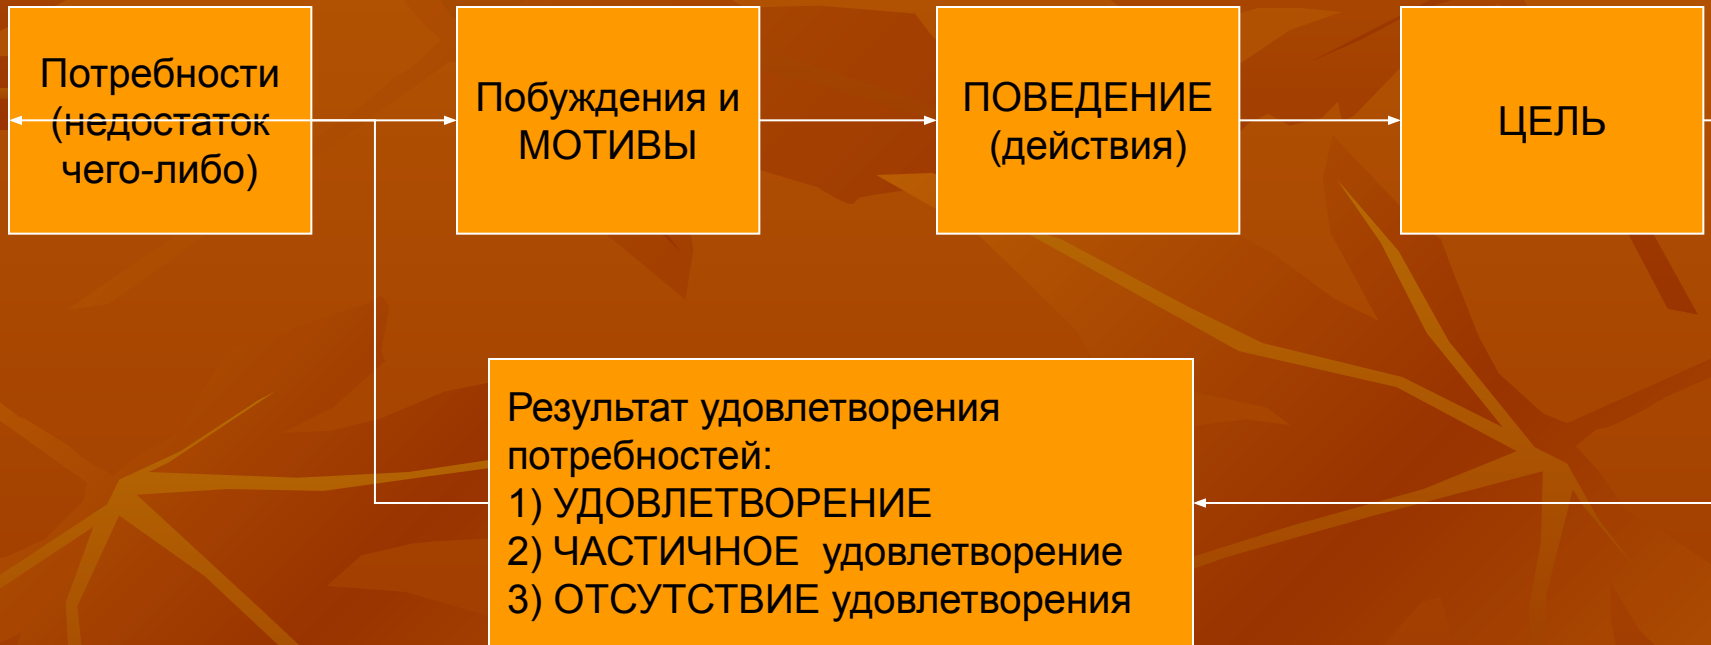 Потребности
(недостаток
чего-либо)
Побуждения и
МОТИВЫ
ПОВЕДЕНИЕ
(действия)
ЦЕЛЬ
Результат удовлетворения
потребностей:
1) УДОВЛЕТВОРЕНИЕ
2) ЧАСТИЧНОЕ  удовлетворение
3) ОТСУТСТВИЕ удовлетворения